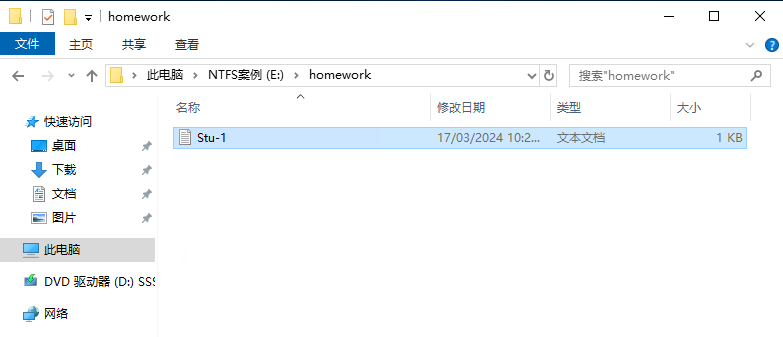 homework
文件 主页 共享 查看
此电脑 NTFS案例 (E:) homework 搜索"homework"
名称 修改日期 类型 大小
快速访问
Stu-1 17/03/2024 10:2... 文本文档 1 KB
桌面
下载
文档
图片
此电脑
DVD 驱动器 (D:) SSS
网络